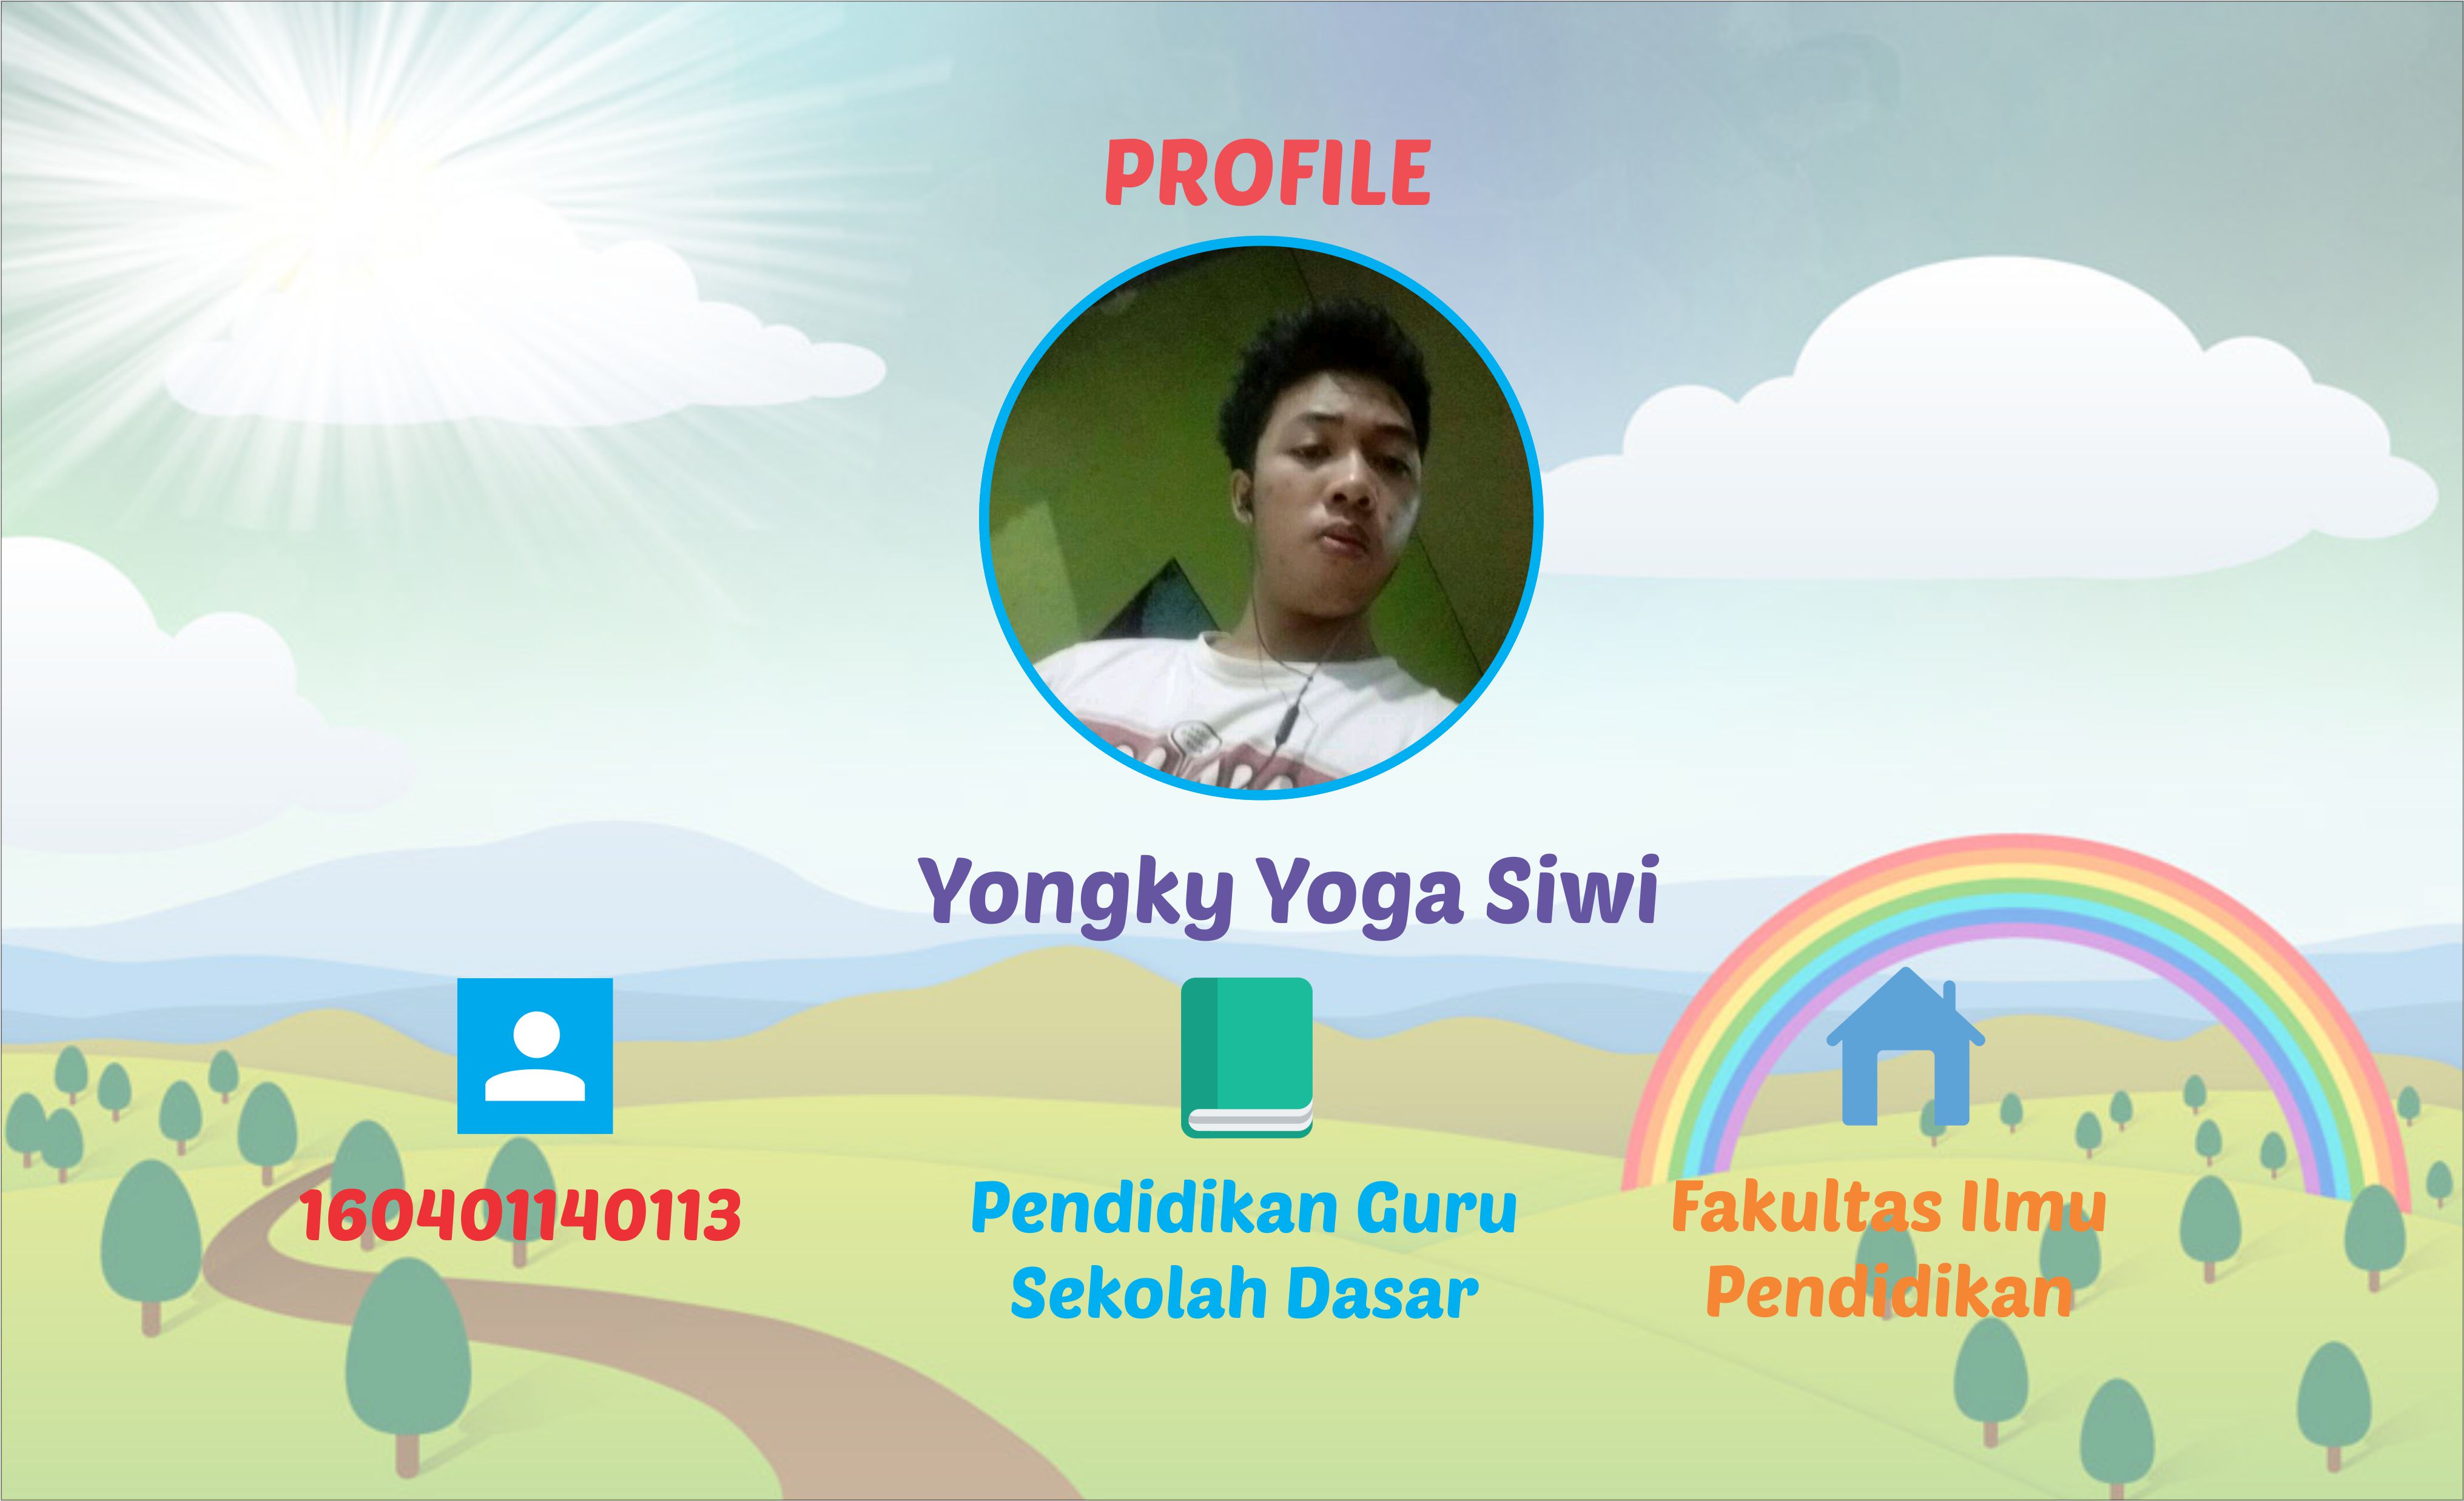 PROFILE
Yongky Yoga Siwi
160401140113
Pendidikan Guru
Sekolah Dasar
Fakultas Ilmu
Pendidikan